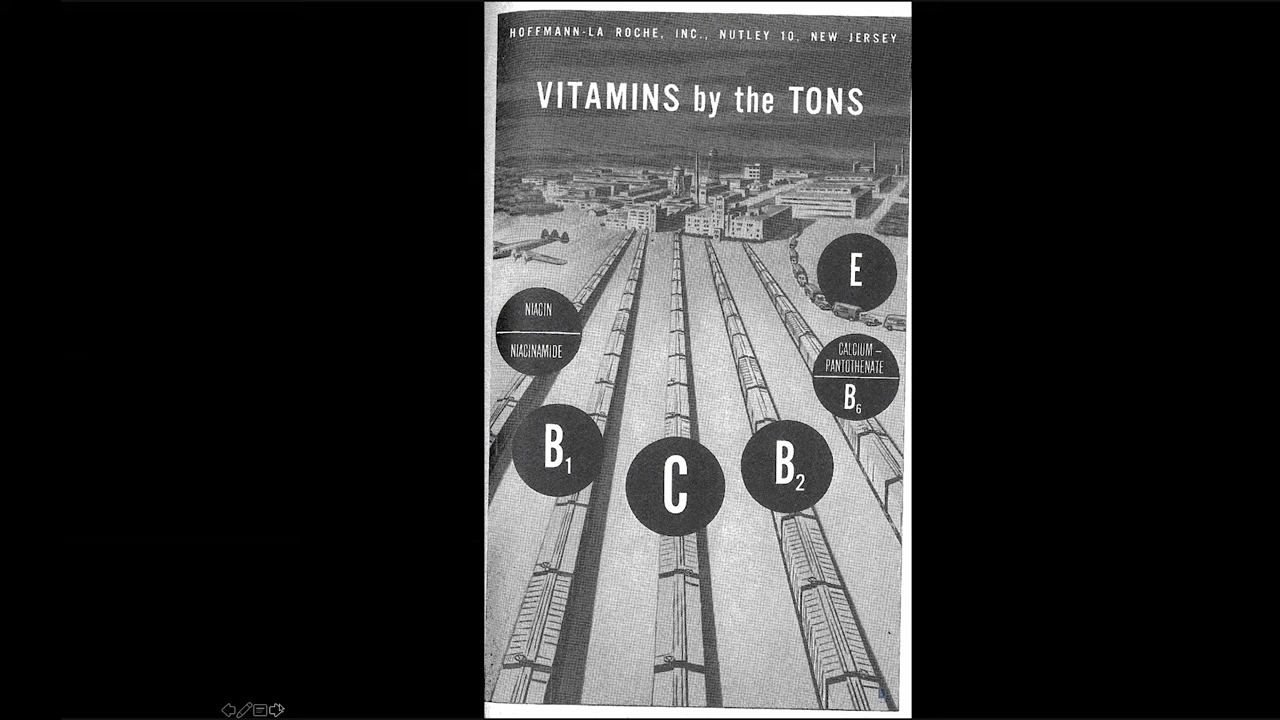 HOFFMANN-LA ROCHE, INC., NUTLEY 10, NEW JERSEY
VITAMINS by the TONS
E
NIACIN
NIACINAMIDE
CALCIUM –
PANTOTHENATE
B6
B1
C
B2